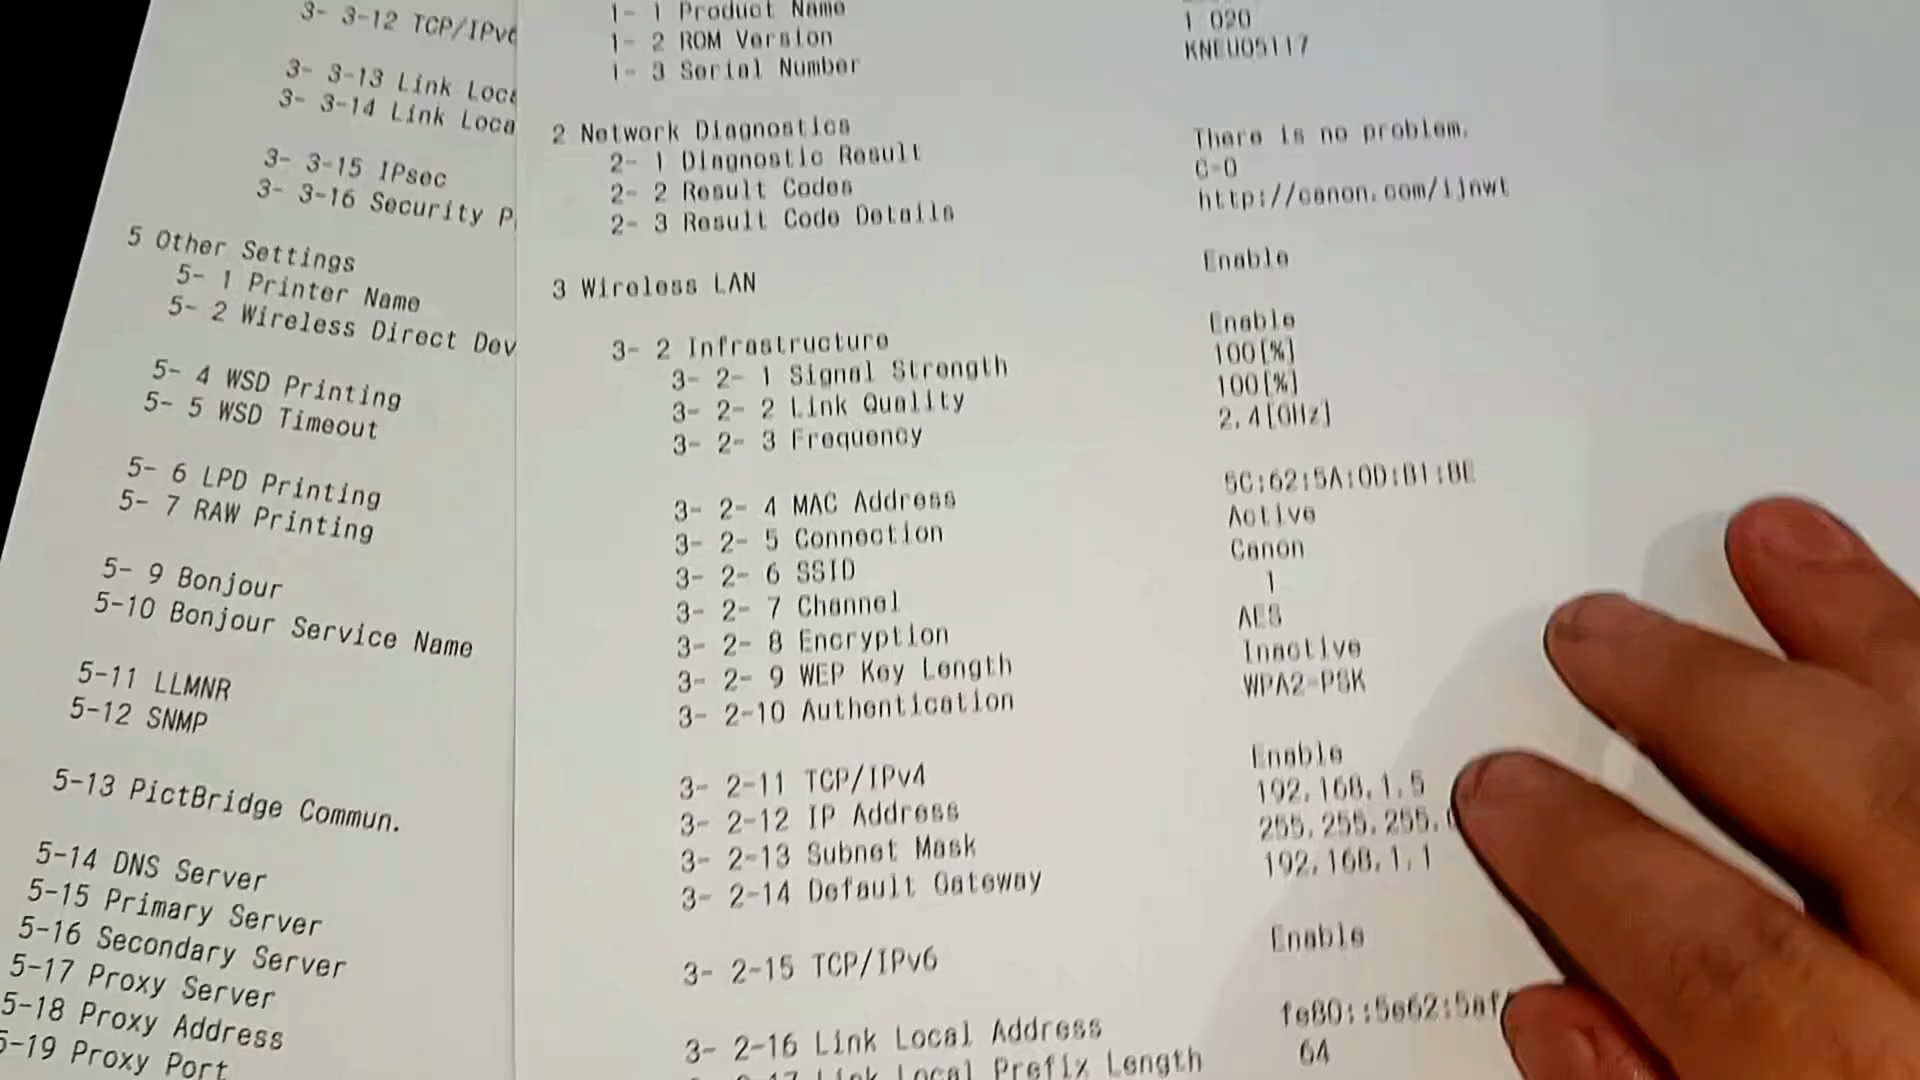 3- 3-12 TCP/IPv6
3- 3-13 Link Loca
3- 3-14 Link Loca
3- 3-15 IPsec
3- 3-16 Security P
5 Other Settings
5- 1 Printer Name
5- 2 Wireless Direct Dev
5- 4 WSD Printing
5- 5 WSD Timeout
5- 6 LPD Printing
5- 7 RAW Printing
5- 9 Bonjour
5-10 Bonjour Service Name
5-11 LLMNR
5-12 SNMP
5-13 PictBridge Commun.
5-14 DNS Server
5-15 Primary Server
5-16 Secondary Server
5-17 Proxy Server
5-18 Proxy Address
5-19 Proxy Port
1- 1 Product Name
1- 2 ROM Version 1 020
1- 3 Serial Number KNEU05117
2 Network Diagnostics
2- 1 Diagnostic Result There is no problem.
2- 2 Result Codes C-0
2- 3 Result Code Details http://canon.com/ijnwt
3 Wireless LAN Enable
3- 2 Infrastructure Enable
3- 2- 1 Signal Strength 100[%]
3- 2- 2 Link Quality 100[%]
3- 2- 3 Frequency 2.4[GHz]
3- 2- 4 MAC Address 5C:62:5A:0D:B1:BE
3- 2- 5 Connection Active
3- 2- 6 SSID Canon
3- 2- 7 Channel 1
3- 2- 8 Encryption AES
3- 2- 9 WEP Key Length Inactive
3- 2-10 Authentication WPA2-PSK
3- 2-11 TCP/IPv4 Enable
3- 2-12 IP Address 192.168.1.5
3- 2-13 Subnet Mask 255.255.255.
3- 2-14 Default Gateway 192.168.1.1
3- 2-15 TCP/IPv6 Enable
3- 2-16 Link Local Address fe80::5e62:5af
Link Local Prefix Length 64